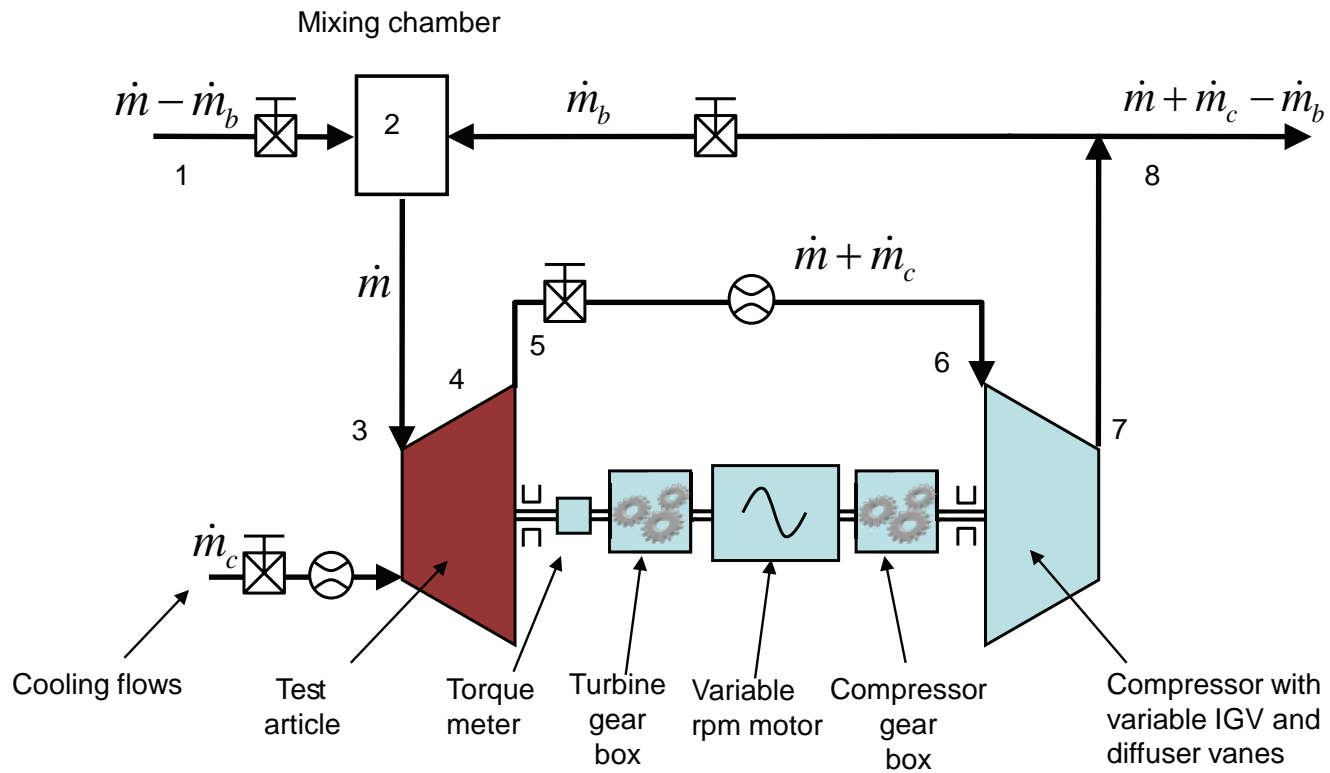 Mixing chamber
ṁ − ṁ_b
ṁ_b
ṁ + ṁ_c − ṁ_b
2
1
8
ṁ
ṁ + ṁ_c
5
6
4
3
7
ṁ_c
Cooling flows
Test
article
Torque
meter
Turbine
gear
box
Variable
rpm motor
Compressor
gear
box
Compressor with
variable IGV and
diffuser vanes